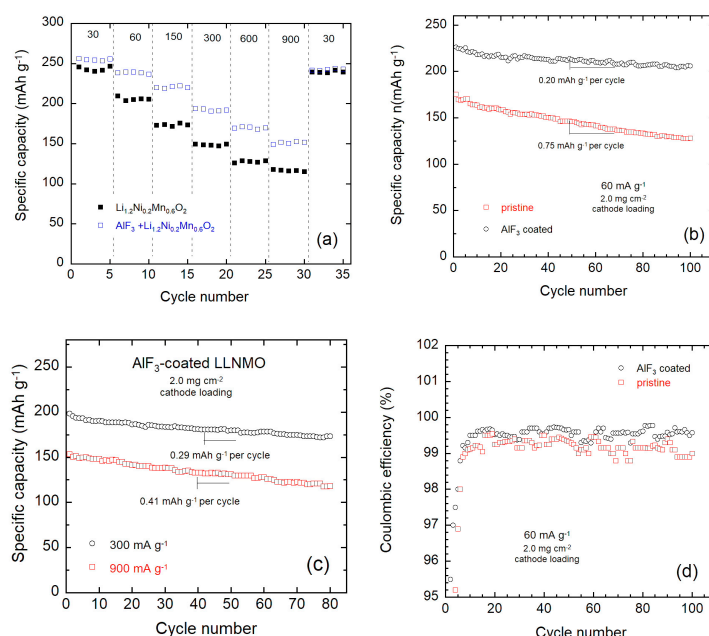 30 60 150 300 600 900 30
300
250
200
150
100
50
0
Specific capacity (mAh g⁻¹)
Li₁.₂Ni₀.₂Mn₀.₆O₂
AlF₃ +Li₁.₂Ni₀.₂Mn₀.₆O₂
(a)
0 5 10 15 20 25 30 35
Cycle number
250
200
150
100
50
0
Specific capacity n(mAh g⁻¹)
0.20 mAh g⁻¹ per cycle
0.75 mAh g⁻¹ per cycle
60 mA g⁻¹
2.0 mg cm⁻²
cathode loading
pristine
AlF₃ coated
(b)
0 20 40 60 80 100
Cycle number
250
200
150
100
50
0
Specific capacity (mAh g⁻¹)
AlF₃-coated LLNMO
2.0 mg cm⁻²
cathode loading
0.29 mAh g⁻¹ per cycle
0.41 mAh g⁻¹ per cycle
300 mA g⁻¹
900 mA g⁻¹
(c)
0 10 20 30 40 50 60 70 80
Cycle number
102
101
100
99
98
97
96
95
Coulombic efficiency (%)
AlF₃ coated
pristine
60 mA g⁻¹
2.0 mg cm⁻²
cathode loading
(d)
0 20 40 60 80 100
Cycle number